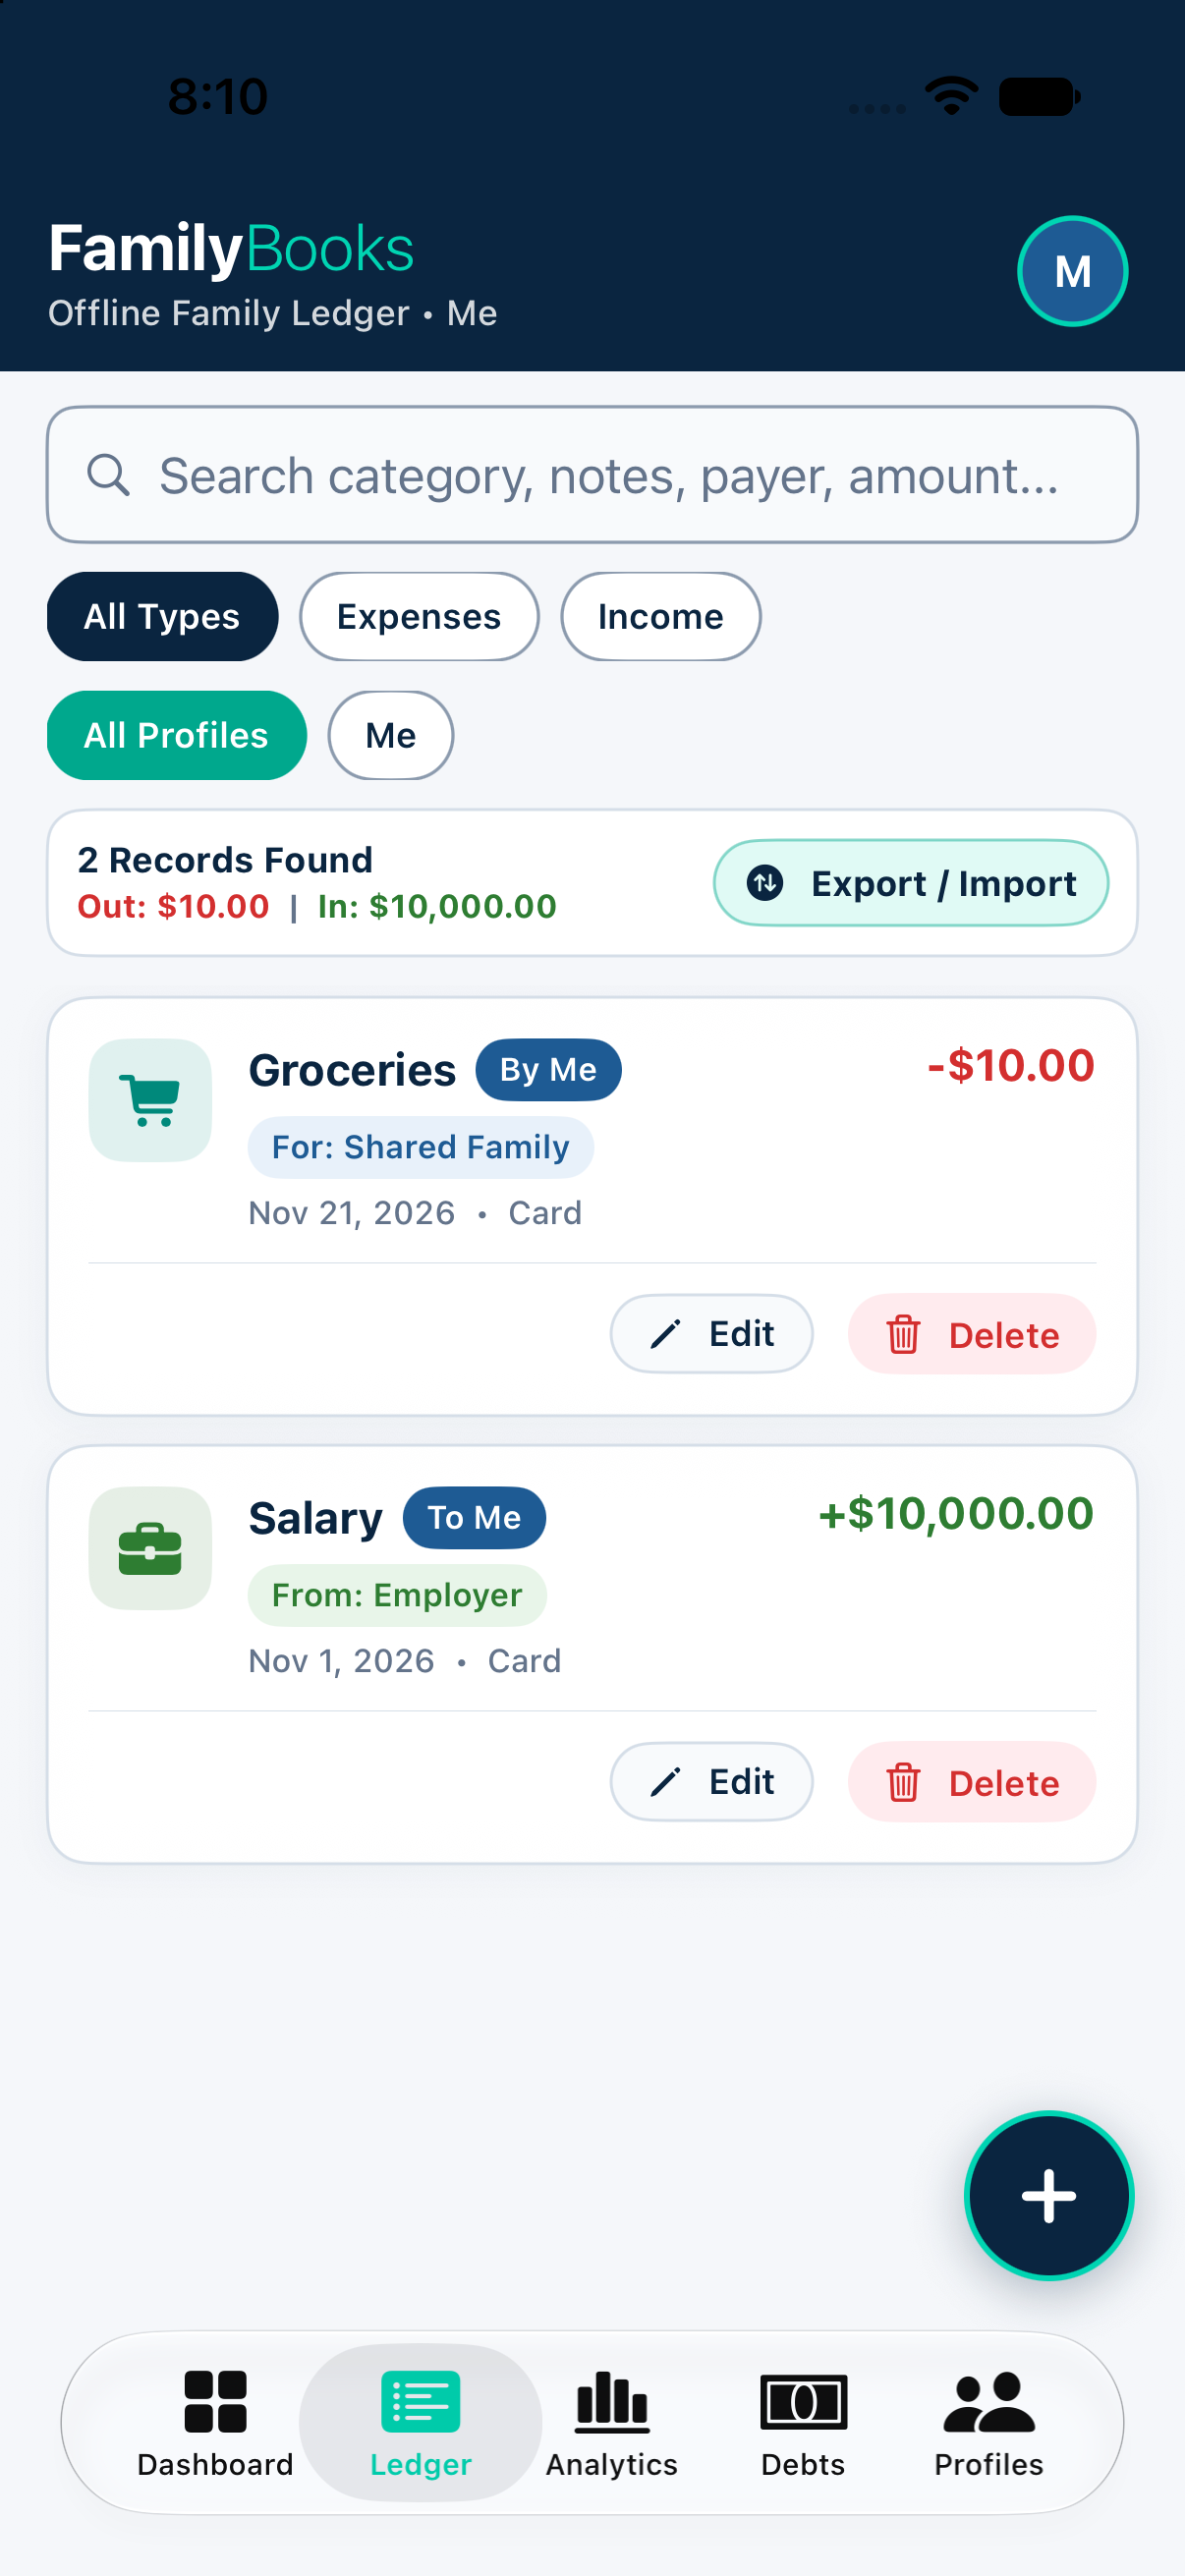 8:10
FamilyBooks
Offline Family Ledger • Me
M
Search category, notes, payer, amount...
All Types
Expenses
Income
All Profiles
Me
2 Records Found
Out: $10.00 | In: $10,000.00
Export / Import
Groceries
By Me
-$10.00
For: Shared Family
Nov 21, 2026 • Card
Edit
Delete
Salary
To Me
+$10,000.00
From: Employer
Nov 1, 2026 • Card
Edit
Delete
Dashboard
Ledger
Analytics
Debts
Profiles